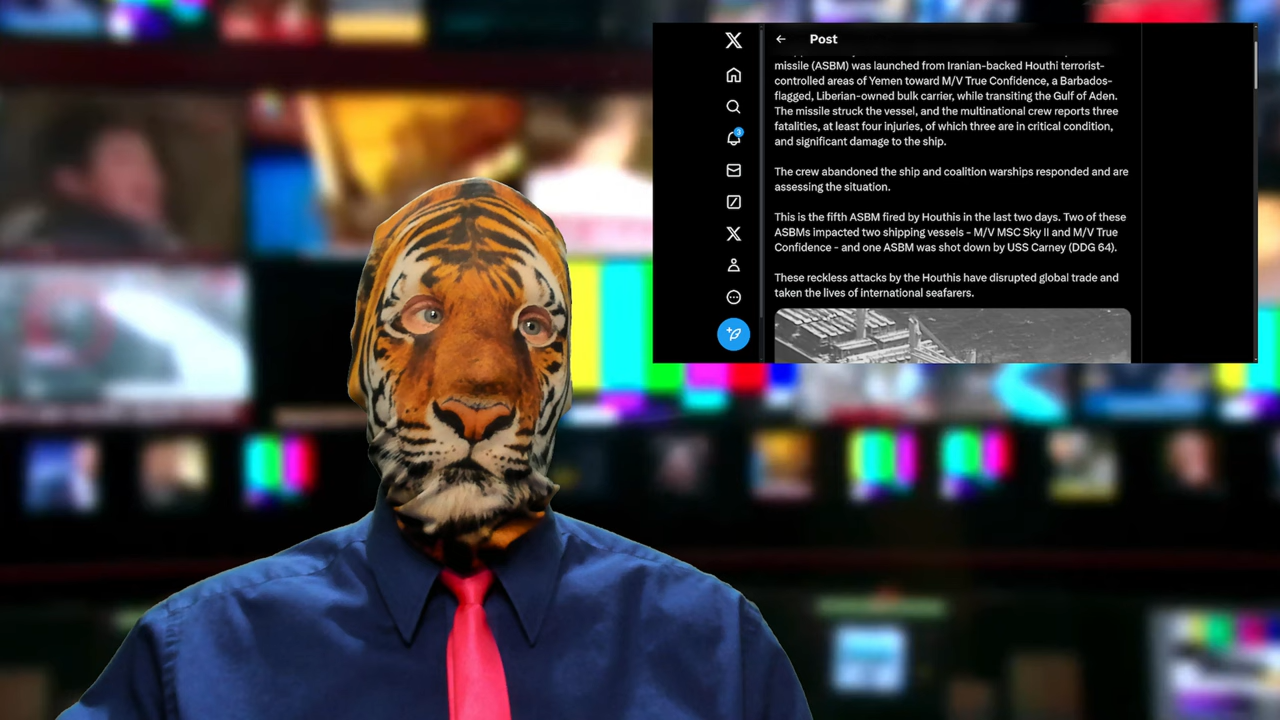 Post
missile (ASBM) was launched from Iranian-backed Houthi terrorist-
controlled areas of Yemen toward M/V True Confidence, a Barbados-
flagged, Liberian-owned bulk carrier, while transiting the Gulf of Aden.
The missile struck the vessel, and the multinational crew reports three
fatalities, at least four injuries, of which three are in critical condition,
and significant damage to the ship.
The crew abandoned the ship and coalition warships responded and are
assessing the situation.
This is the fifth ASBM fired by Houthis in the last two days. Two of these
ASBMs impacted two shipping vessels - M/V MSC Sky II and M/V True
Confidence - and one ASBM was shot down by USS Carney (DDG 64).
These reckless attacks by the Houthis have disrupted global trade and
taken the lives of international seafarers.
3